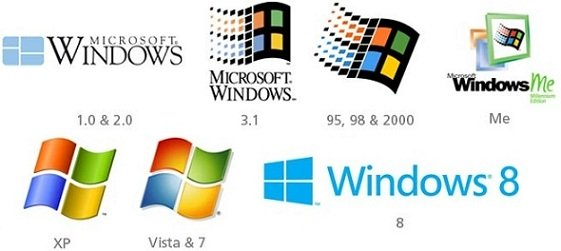 MICROSOFT
WINDOWS
1.0 & 2.0
MICROSOFT
WINDOWS™
3.1
95, 98 & 2000
Microsoft
Windows Me
Millennium
Edition
Me
XP
Vista & 7
Windows 8
8